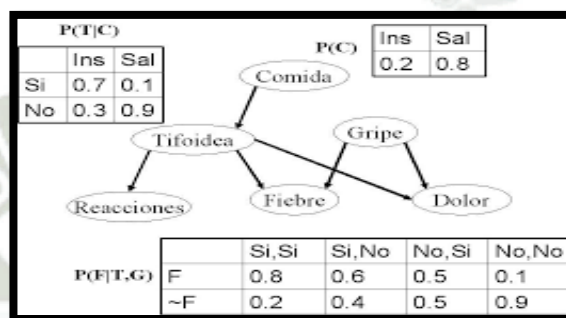 P(T|C)
Ins Sal
Si 0.7 0.1
No 0.3 0.9
P(C)
Ins Sal
0.2 0.8
Comida
Tifoidea
Gripe
Reacciones
Fiebre
Dolor
P(F|T,G)
Si,Si Si,No No,Si No,No
F 0.8 0.6 0.5 0.1
~F 0.2 0.4 0.5 0.9